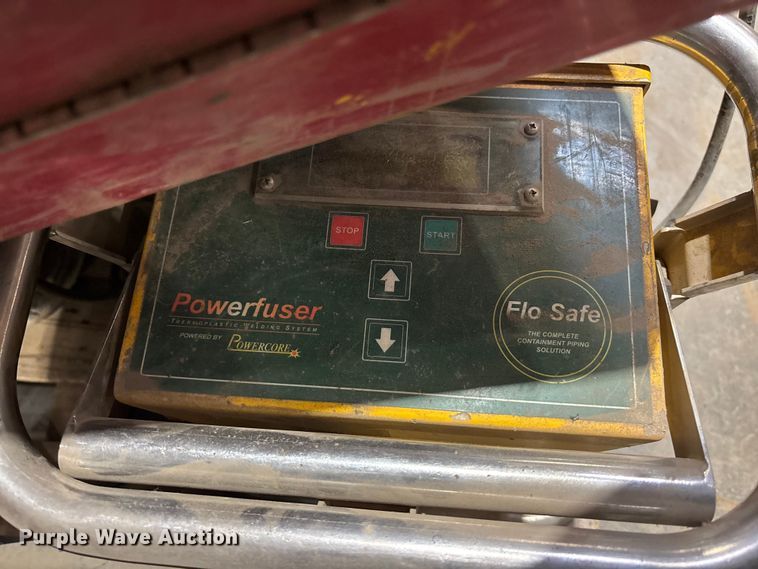 STOP
START
Powerfuser
THERMOPLASTIC WELDING SYSTEM
POWERED BY POWERCORE
Flo Safe
THE COMPLETE
CONTAINMENT PIPING
SOLUTION
Purple Wave Auction